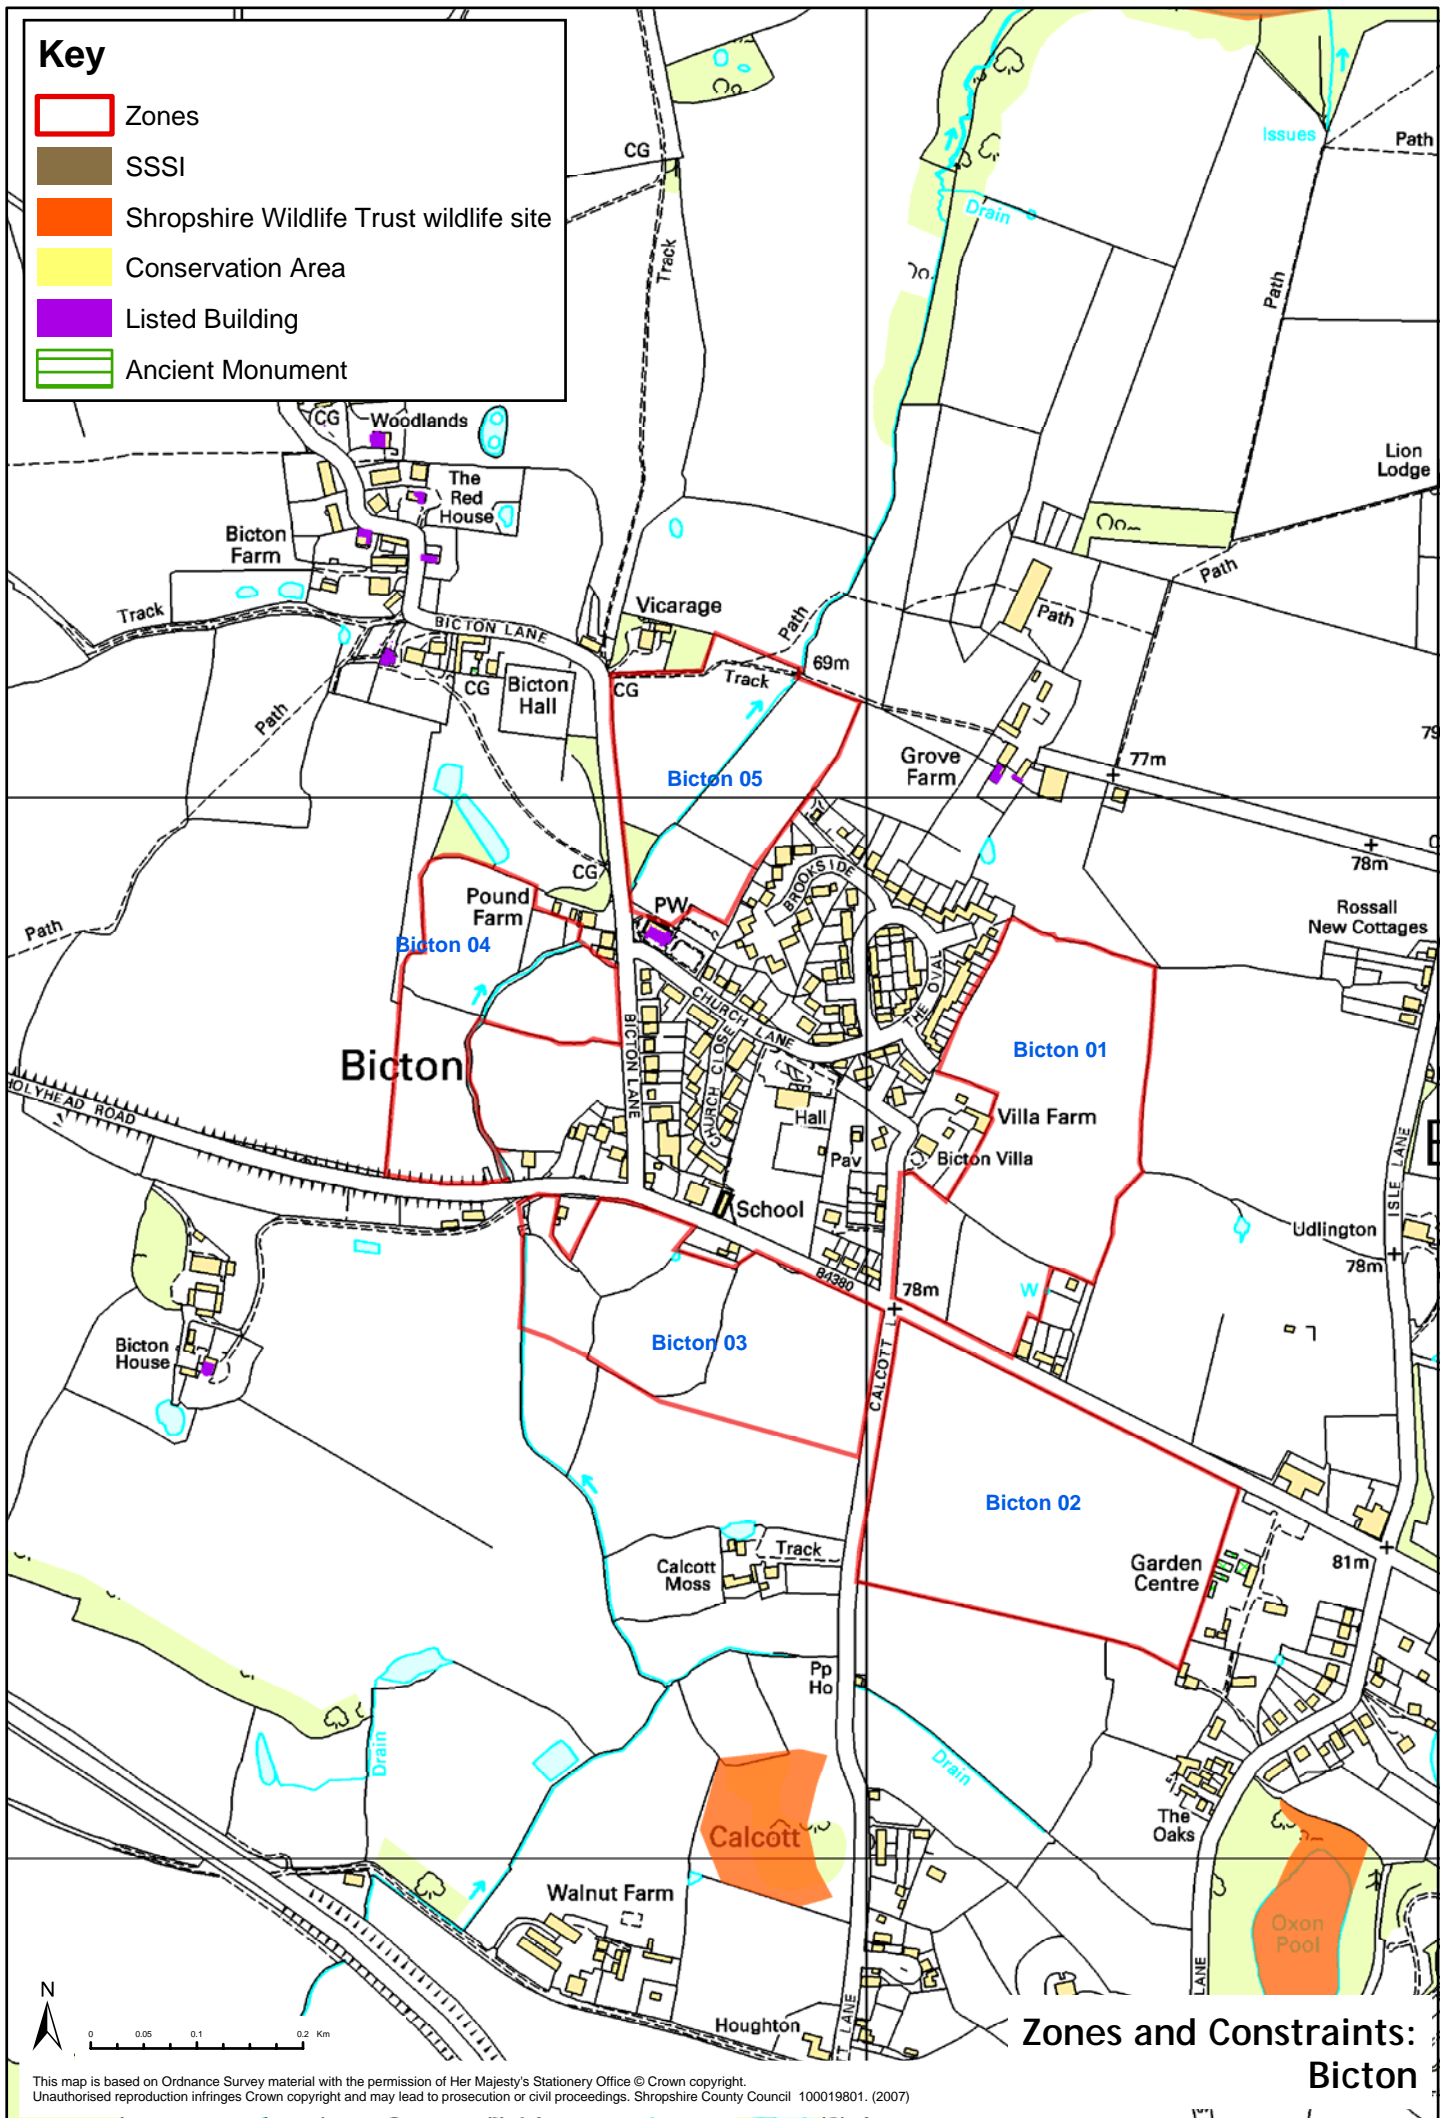 Key
Zones
SSSI
Shropshire Wildlife Trust wildlife site
Conservation Area
Listed Building
Ancient Monument
CG
Track
Drain
Issues
Path
Path
Lion
Lodge
CG
Woodlands
The
Red
House
Bicton
Farm
Track
BICTON LANE
Vicarage
Path
69m
Path
Path
CG
Bicton
Hall
CG
Track
Path
Bicton 05
Grove
Farm
77m
79
78m
CG
Pound
Farm
Path
Bicton 04
PW
BROOKSIDE
THE OVAL
Rossall
New Cottages
CHURCH LANE
BICTON LANE
CHURCH CLOSE
Bicton 01
Bicton
HOLYHEAD ROAD
Hall
Villa Farm
Pav
Bicton Villa
School
ISLE LANE
Udlington
78m
B4380
78m
W
Bicton
House
Bicton 03
CALCOTT L
Bicton 02
Calcott
Moss
Track
Garden
Centre
81m
Pp
Ho
Drain
Drain
The
Oaks
Calcott
Walnut Farm
Oxon
Pool
LANE
Houghton
TT LANE
N
0 0.05 0.1 0.2 Km
Zones and Constraints:
Bicton
This map is based on Ordnance Survey material with the permission of Her Majesty's Stationery Office © Crown copyright.
Unauthorised reproduction infringes Crown copyright and may lead to prosecution or civil proceedings. Shropshire County Council 100019801. (2007)